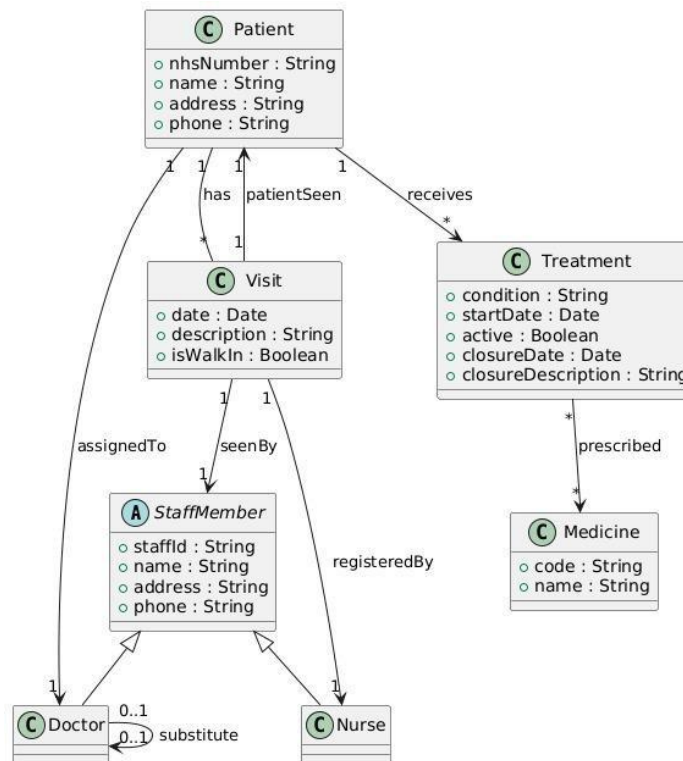 C Patient
nhsNumber : String
name : String
address : String
phone : String
1
1
1
1
has
patientSeen
receives
*
1
*
C Visit
date : Date
description : String
isWalkIn : Boolean
C Treatment
condition : String
startDate : Date
active : Boolean
closureDate : Date
closureDescription : String
1
1
*
assignedTo
seenBy
prescribed
1
*
A StaffMember
staffId : String
name : String
address : String
phone : String
C Medicine
code : String
name : String
registeredBy
1
1
C Doctor
0..1
0..1
substitute
C Nurse